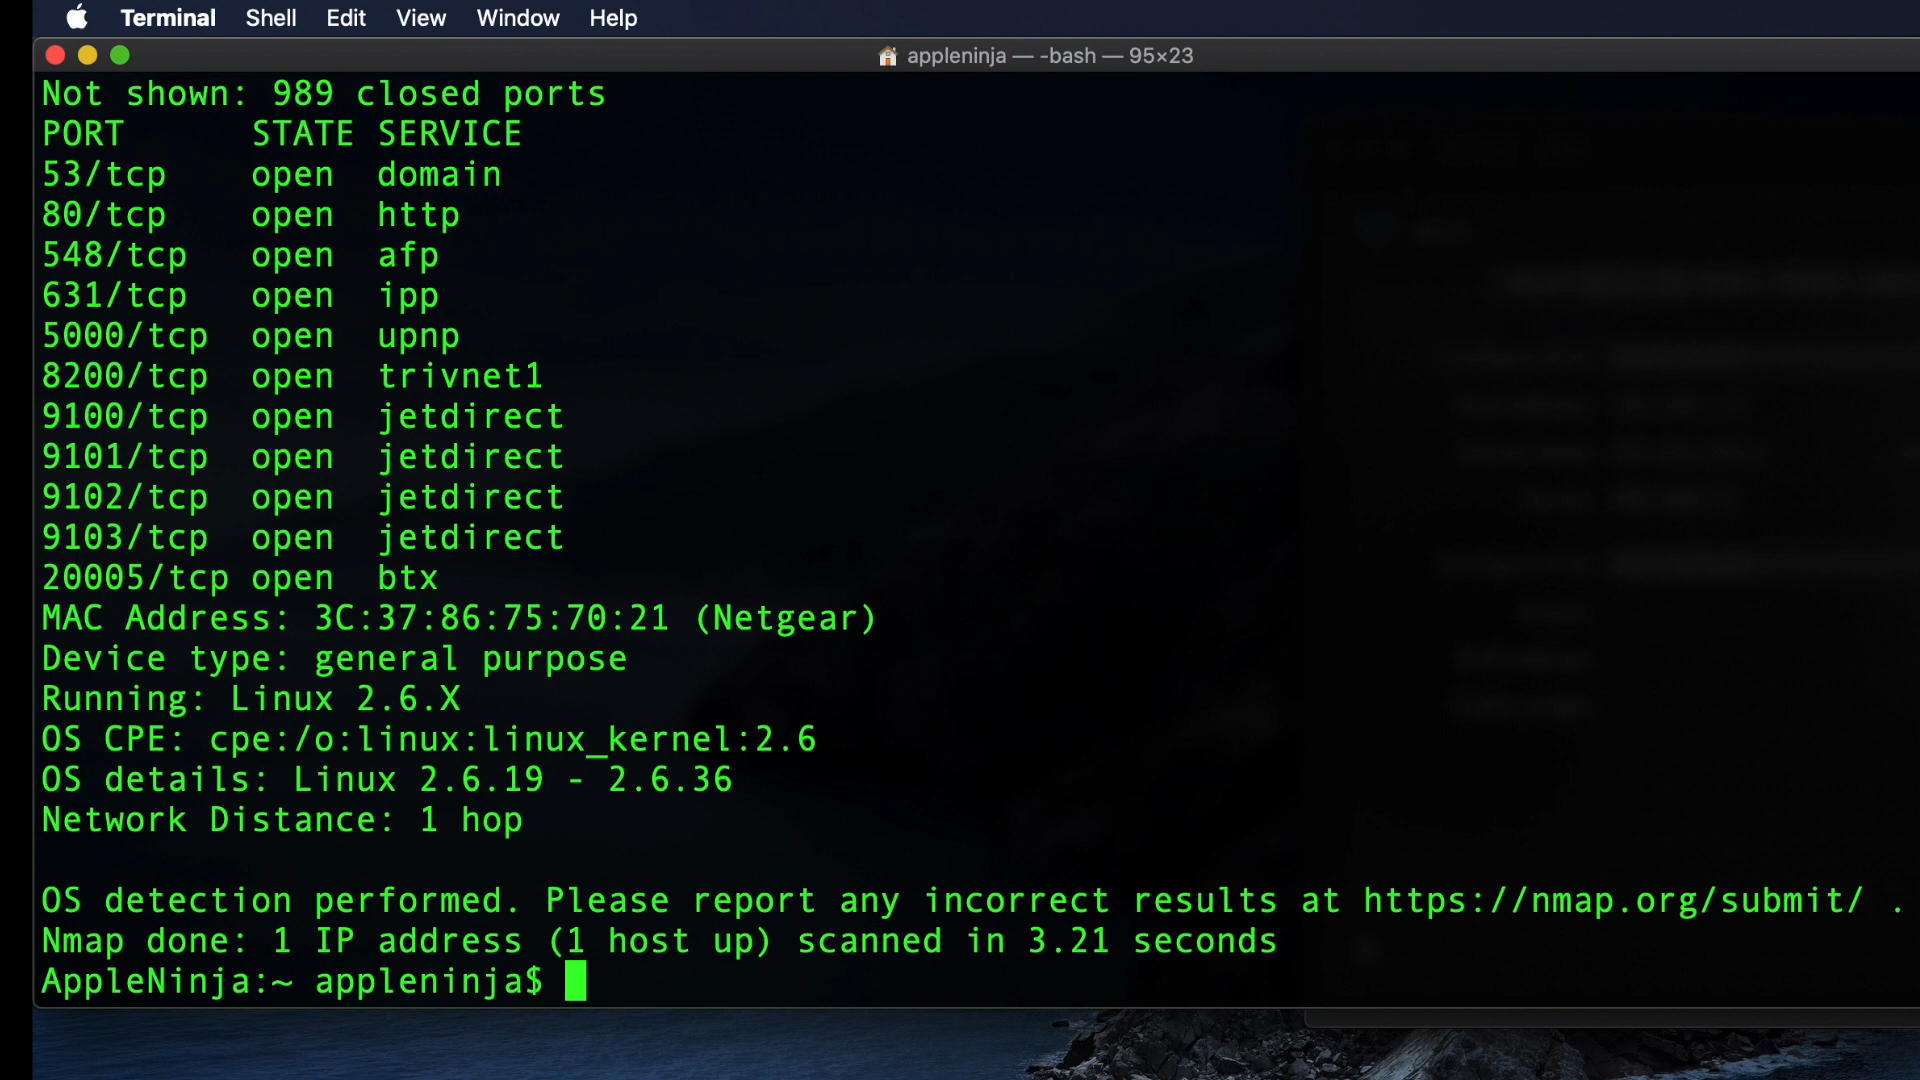 Terminal Shell Edit View Window Help
appleninja — -bash — 95×23
Not shown: 989 closed ports
PORT STATE SERVICE
53/tcp open domain
80/tcp open http
548/tcp open afp
631/tcp open ipp
5000/tcp open upnp
8200/tcp open trivnet1
9100/tcp open jetdirect
9101/tcp open jetdirect
9102/tcp open jetdirect
9103/tcp open jetdirect
20005/tcp open btx
MAC Address: 3C:37:86:75:70:21 (Netgear)
Device type: general purpose
Running: Linux 2.6.X
OS CPE: cpe:/o:linux:linux_kernel:2.6
OS details: Linux 2.6.19 - 2.6.36
Network Distance: 1 hop
OS detection performed. Please report any incorrect results at https://nmap.org/submit/ .
Nmap done: 1 IP address (1 host up) scanned in 3.21 seconds
AppleNinja:~ appleninja$